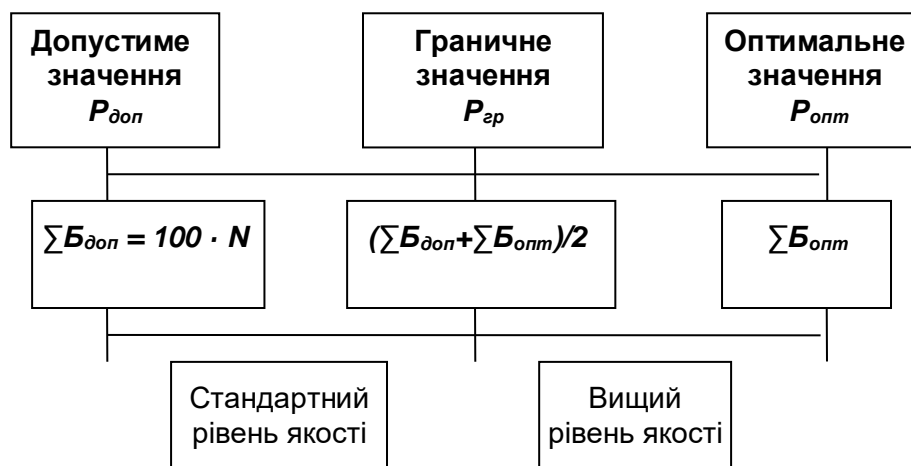 Допустиме
значення
Pдоп
Граничне
значення
Pгр
Оптимальне
значення
Pопт
∑Бдоп = 100 · N
(∑Бдоп+∑Бопт)/2
∑Бопт
Стандартний
рівень якості
Вищий
рівень якості